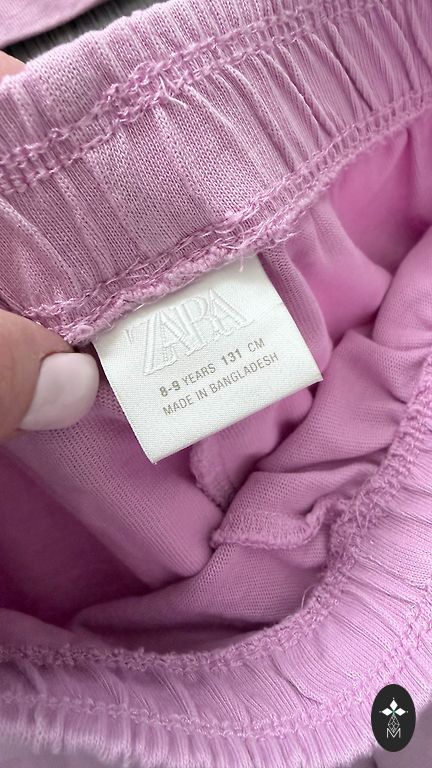 ZARA
8-9 YEARS 131 CM
MADE IN BANGLADESH
M